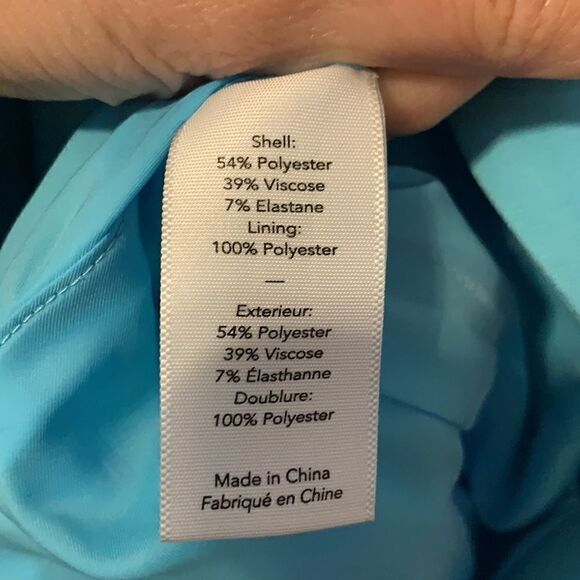 Shell:
54% Polyester
39% Viscose
7% Elastane
Lining:
100% Polyester
—
Exterieur:
54% Polyester
39% Viscose
7% Élasthanne
Doublure:
100% Polyester
Made in China
Fabriqué en Chine